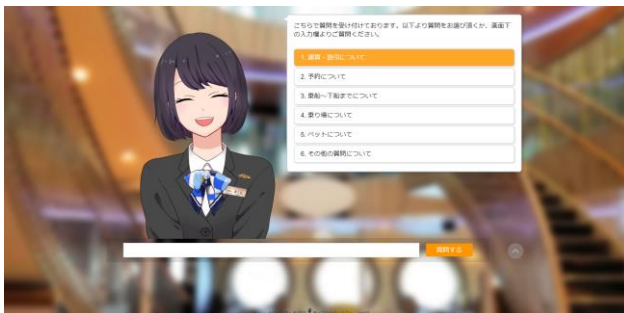 こちらで質問を受け付けております。以下より質問をお選び頂くか、画面下
の入力欄よりご質問ください。
1. 運賃・割引について
2. 予約について
3. 乗船～下船までについて
4. 乗り場について
5. ペットについて
6. その他の質問について
質問する